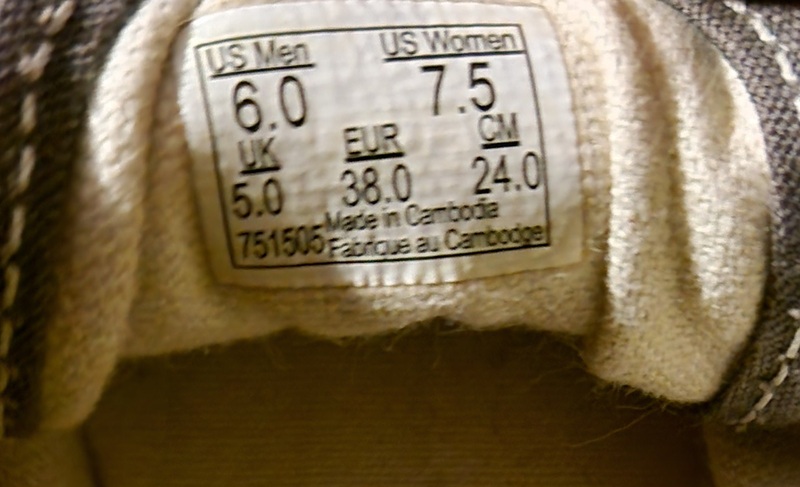 US Men US Women
6.0 7.5
UK EUR CM
5.0 38.0 24.0
Made in Cambodia
751505 Fabrique au Cambodge